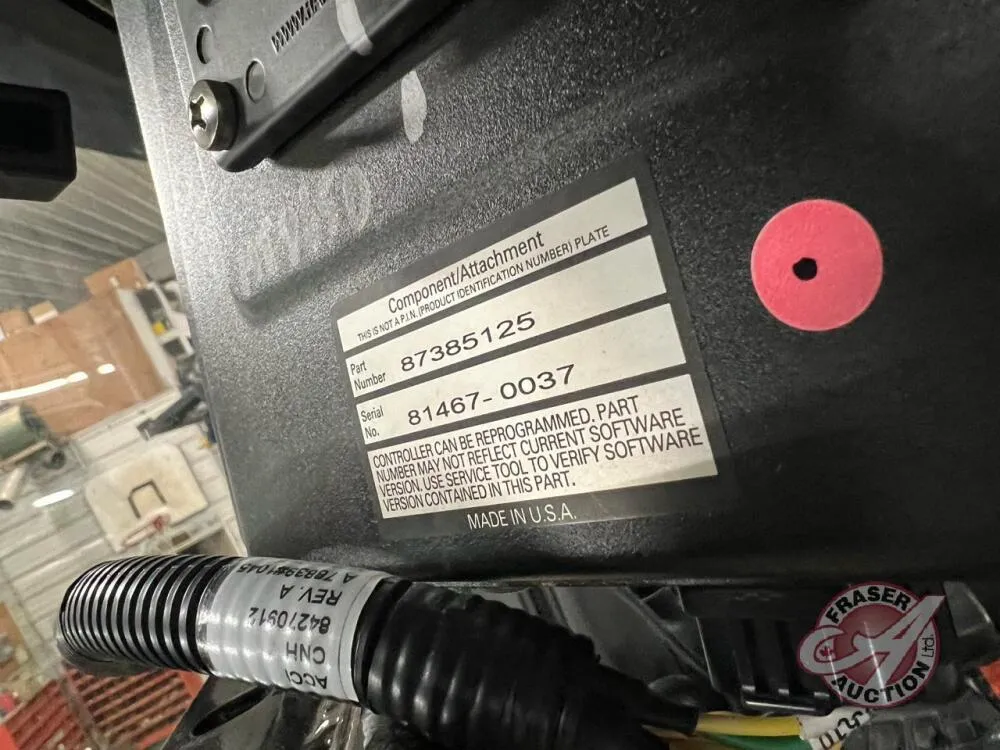 Component/Attachment
THIS IS NOT A P.I.N. (PRODUCT IDENTIFICATION NUMBER) PLATE
Part Number 87385125
Serial No. 81467-0037
CONTROLLER CAN BE REPROGRAMMED. PART
NUMBER MAY NOT REFLECT CURRENT SOFTWARE
VERSION. USE SERVICE TOOL TO VERIFY SOFTWARE
VERSION CONTAINED IN THIS PART.
MADE IN U.S.A.
ACCI
CNH
84270912
REV. A
FRASER
AUCTION
Ltd.